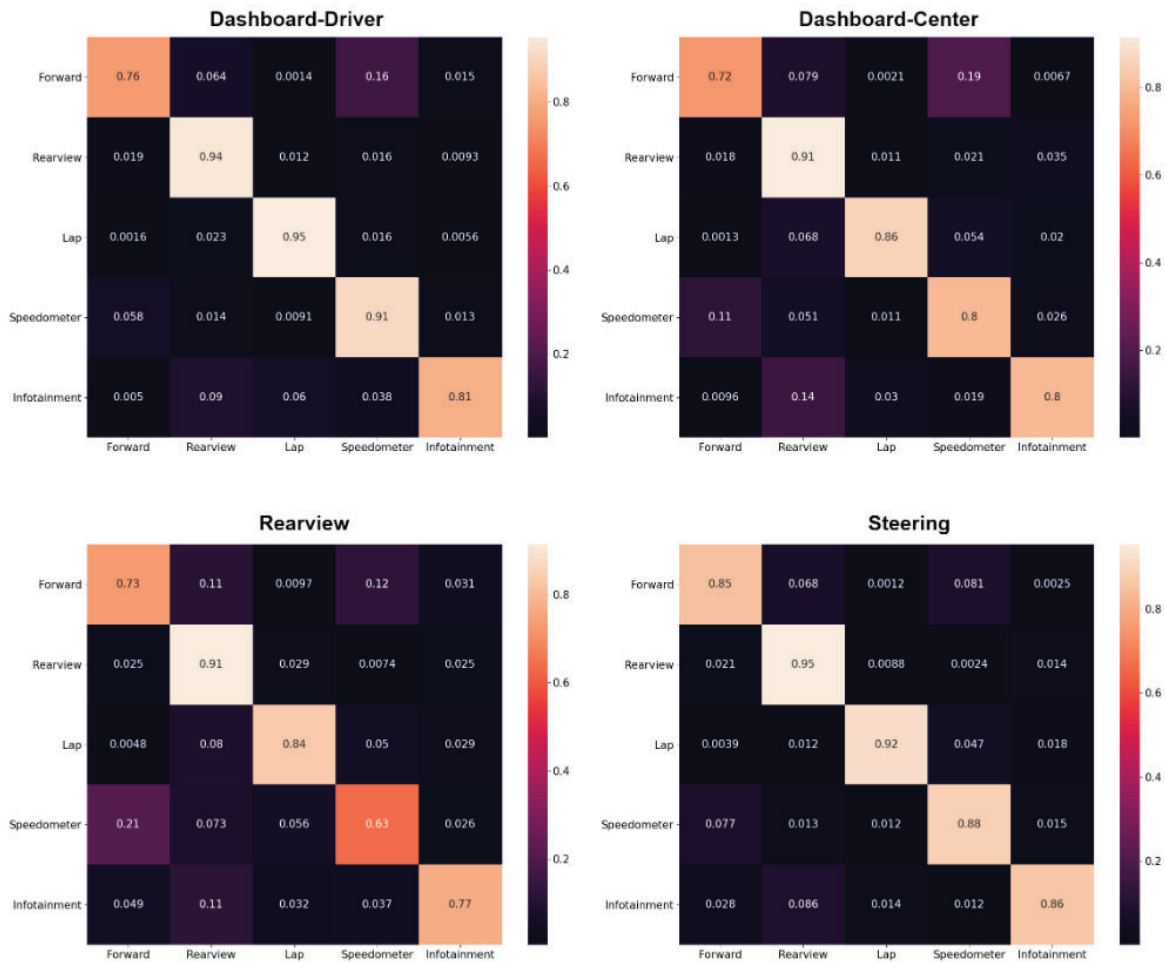 Dashboard-Driver
Forward 0.76 0.064 0.0014 0.16 0.015
0.8
Rearview 0.019 0.94 0.012 0.016 0.0093
0.6
Lap 0.0016 0.023 0.95 0.016 0.0056
0.4
Speedometer 0.058 0.014 0.0091 0.91 0.013
0.2
Infotainment 0.005 0.09 0.06 0.038 0.81
Forward Rearview Lap Speedometer Infotainment
Dashboard-Center
Forward 0.72 0.079 0.0021 0.19 0.0067
0.8
Rearview 0.018 0.91 0.011 0.021 0.035
0.6
Lap 0.0013 0.068 0.86 0.054 0.02
0.4
Speedometer 0.11 0.051 0.011 0.8 0.026
0.2
Infotainment 0.0096 0.14 0.03 0.019 0.8
Forward Rearview Lap Speedometer Infotainment
Rearview
Forward 0.73 0.11 0.0097 0.12 0.031
0.8
Rearview 0.025 0.91 0.029 0.0074 0.025
0.6
Lap 0.0048 0.08 0.84 0.05 0.029
0.4
Speedometer 0.21 0.073 0.056 0.63 0.026
0.2
Infotainment 0.049 0.11 0.032 0.037 0.77
Forward Rearview Lap Speedometer Infotainment
Steering
Forward 0.85 0.068 0.0012 0.081 0.0025
0.8
Rearview 0.021 0.95 0.0088 0.0024 0.014
0.6
Lap 0.0039 0.012 0.92 0.047 0.018
0.4
Speedometer 0.077 0.013 0.012 0.88 0.015
0.2
Infotainment 0.028 0.086 0.014 0.012 0.86
Forward Rearview Lap Speedometer Infotainment